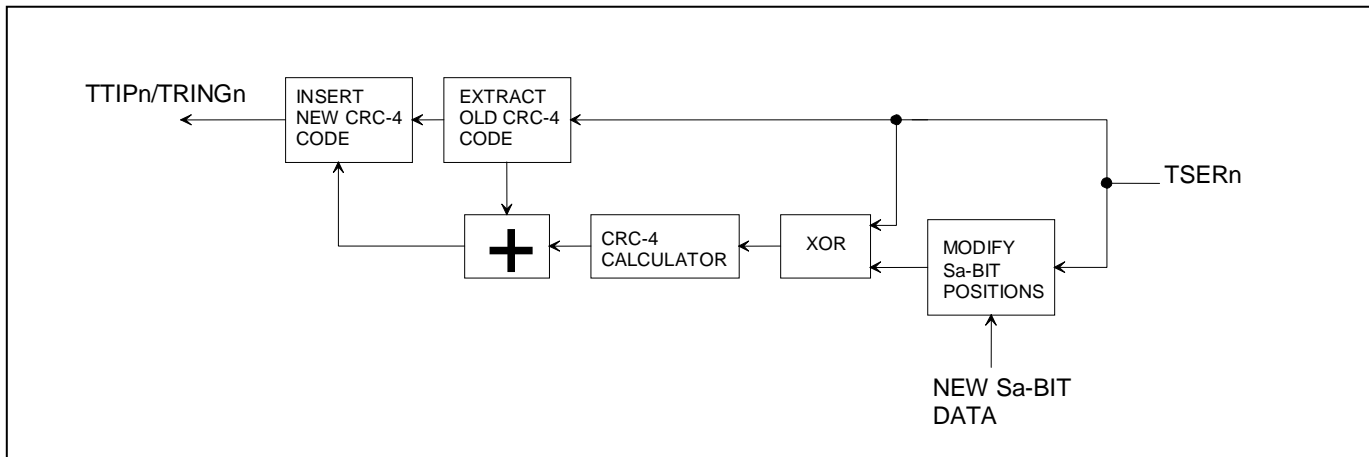 TTIPn/TRINGn
INSERT
NEW CRC-4
CODE
EXTRACT
OLD CRC-4
CODE
TSERn
+
CRC-4
CALCULATOR
XOR
MODIFY
Sa-BIT
POSITIONS
NEW Sa-BIT
DATA